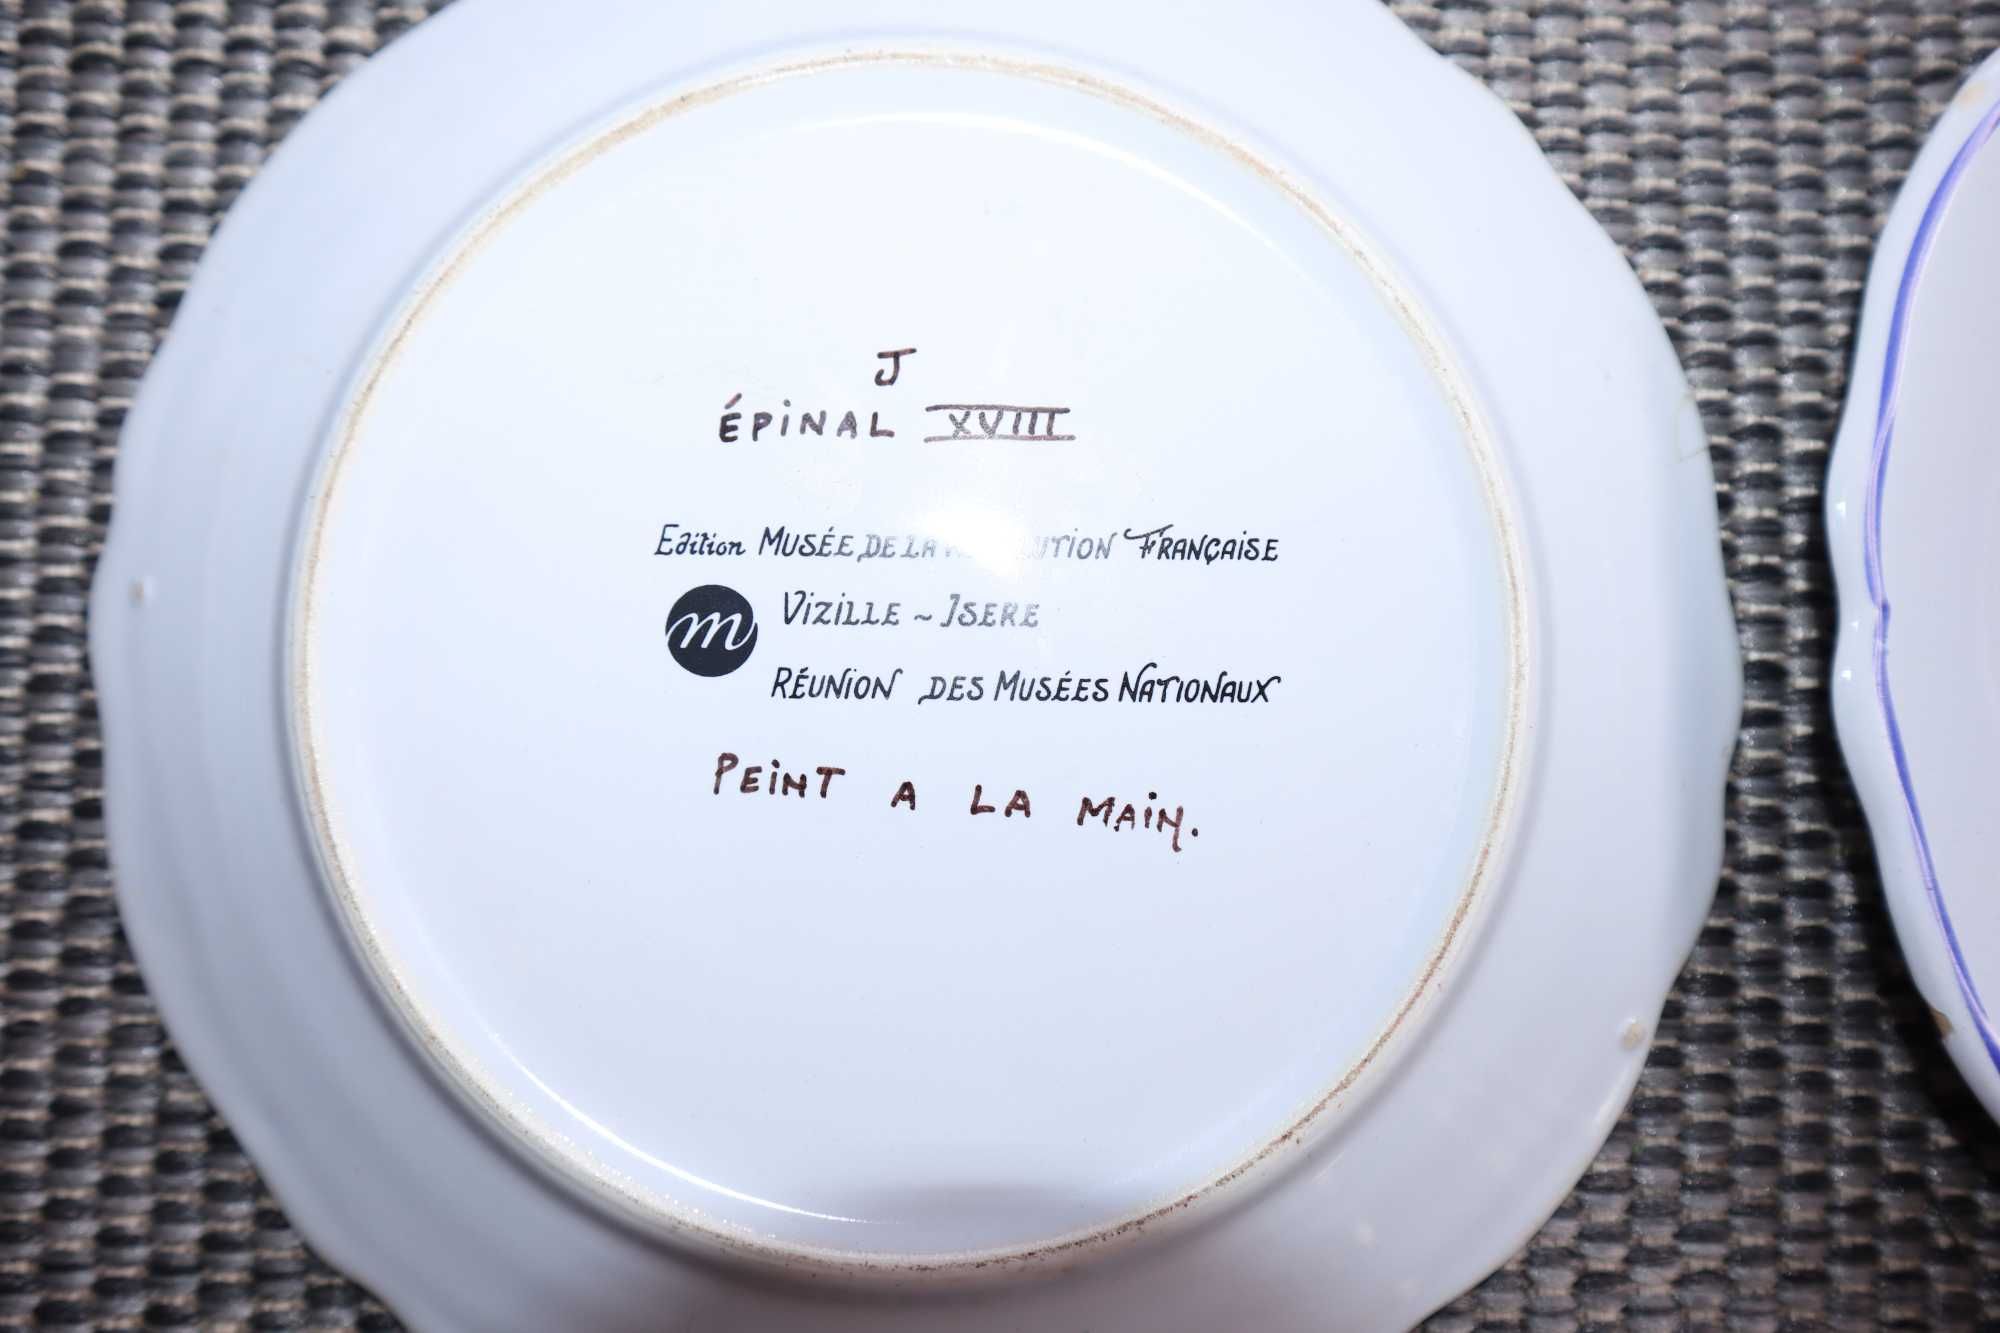 J
ÉPINAL XVIII
Edition MUSÉE DE LA FRANÇAISE
m VIZILLE ~ ISERE
RÉUNION DES MUSÉES NATIONAUX
PEINT A LA MAIN.